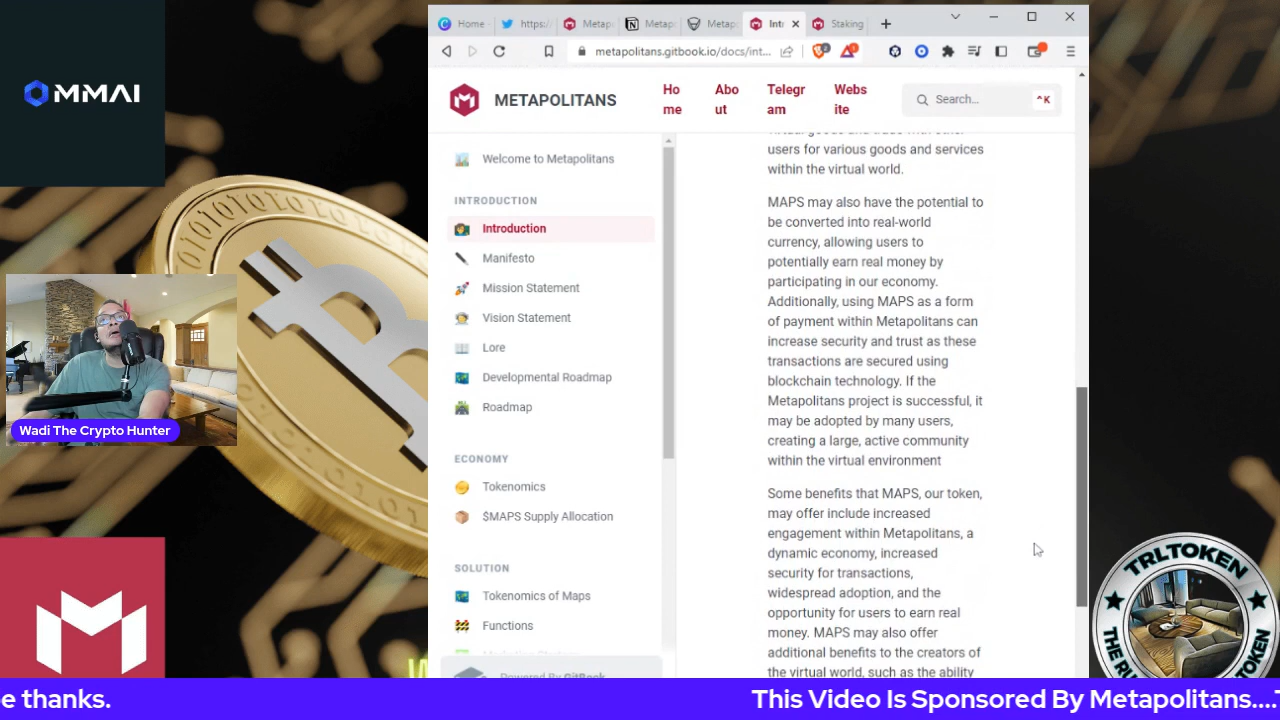 MMAI
Wadi The Crypto Hunter
Home
https:/
Metap
Metap
Metap
Int
Staking
metapolitans.gitbook.io/docs/int...
METAPOLITANS
Ho
me
Abo
ut
Telegr
am
Webs
ite
Search...
^K
Welcome to Metapolitans
INTRODUCTION
Introduction
Manifesto
Mission Statement
Vision Statement
Lore
Developmental Roadmap
Roadmap
ECONOMY
Tokenomics
$MAPS Supply Allocation
SOLUTION
Tokenomics of Maps
Functions
Powered By GitBook
users for various goods and services
within the virtual world.
MAPS may also have the potential to
be converted into real-world
currency, allowing users to
potentially earn real money by
participating in our economy.
Additionally, using MAPS as a form
of payment within Metapolitans can
increase security and trust as these
transactions are secured using
blockchain technology. If the
Metapolitans project is successful, it
may be adopted by many users,
creating a large, active community
within the virtual environment
Some benefits that MAPS, our token,
may offer include increased
engagement within Metapolitans, a
dynamic economy, increased
security for transactions,
widespread adoption, and the
opportunity for users to earn real
money. MAPS may also offer
additional benefits to the creators of
the virtual world, such as the ability
TRLTOKEN
e thanks.
This Video Is Sponsored By Metapolitans....